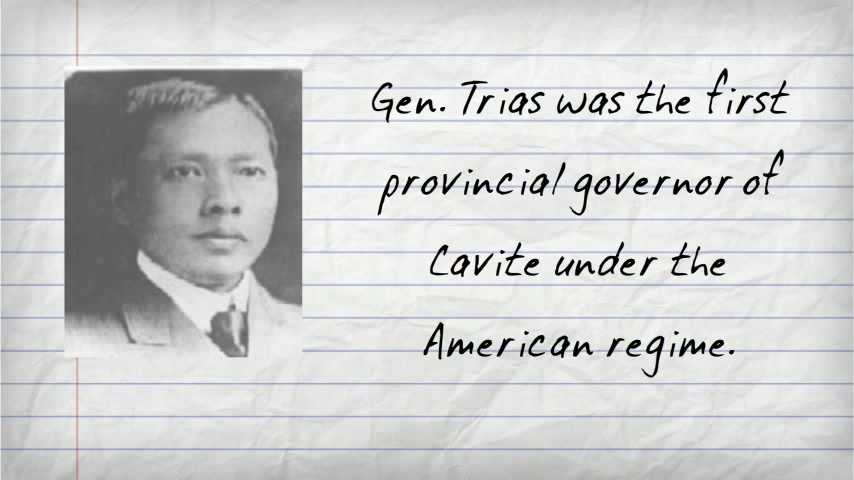 Gen. Trias was the first
provincial governor of
Cavite under the
American regime.